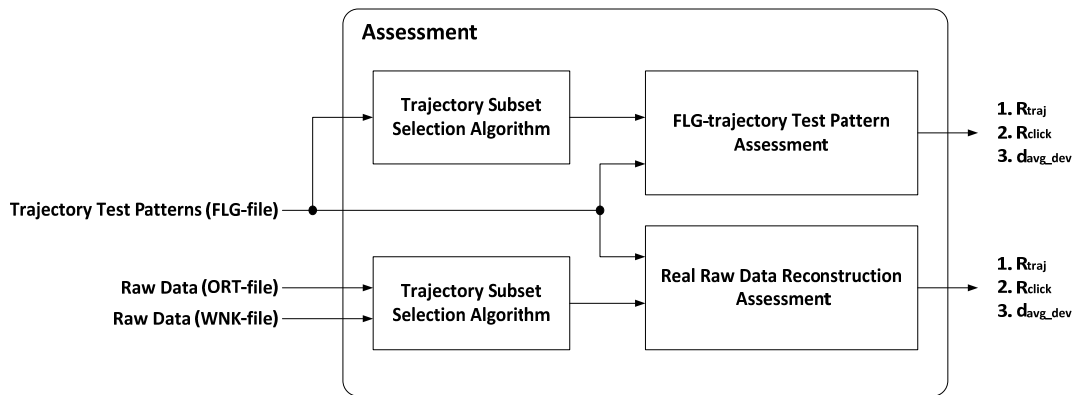 Assessment
Trajectory Subset
Selection Algorithm
FLG-trajectory Test Pattern
Assessment
1. Rtraj
2. Rclick
3. davg_dev
Trajectory Test Patterns (FLG-file)
Raw Data (ORT-file)
Raw Data (WNK-file)
Trajectory Subset
Selection Algorithm
Real Raw Data Reconstruction
Assessment
1. Rtraj
2. Rclick
3. davg_dev